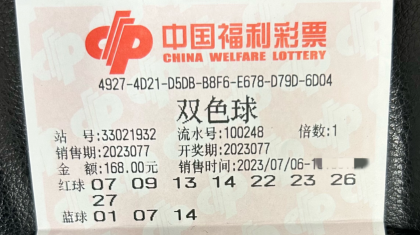 中国福利彩票
CHINA WELFARE LOTTERY
4927-4D21-D5DB-B8F6-E678-D79D-6D04
双色球
站 号:33021932 流水号:100248 倍数:1
销售期:2023077 开奖期:2023077
金 额:168.00元 销售时间:2023/07/06-1
红球 07 09 13 14 22 23 26
27
蓝球 01 07 14